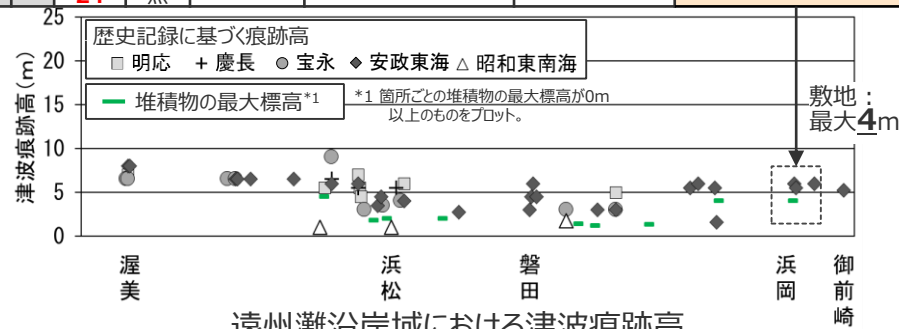 24
25
20
15
10
5
0
津波痕跡高(m)
歴史記録に基づく痕跡高
明応 慶長 宝永 安政東海 昭和東南海
堆積物の最大標高*1
*1 箇所ごとの堆積物の最大標高が0m
以上のものをプロット。
敷地:
最大4m
渥美
浜松
磐田
浜岡
御前崎
遠州灘沿岸域における津波痕跡高